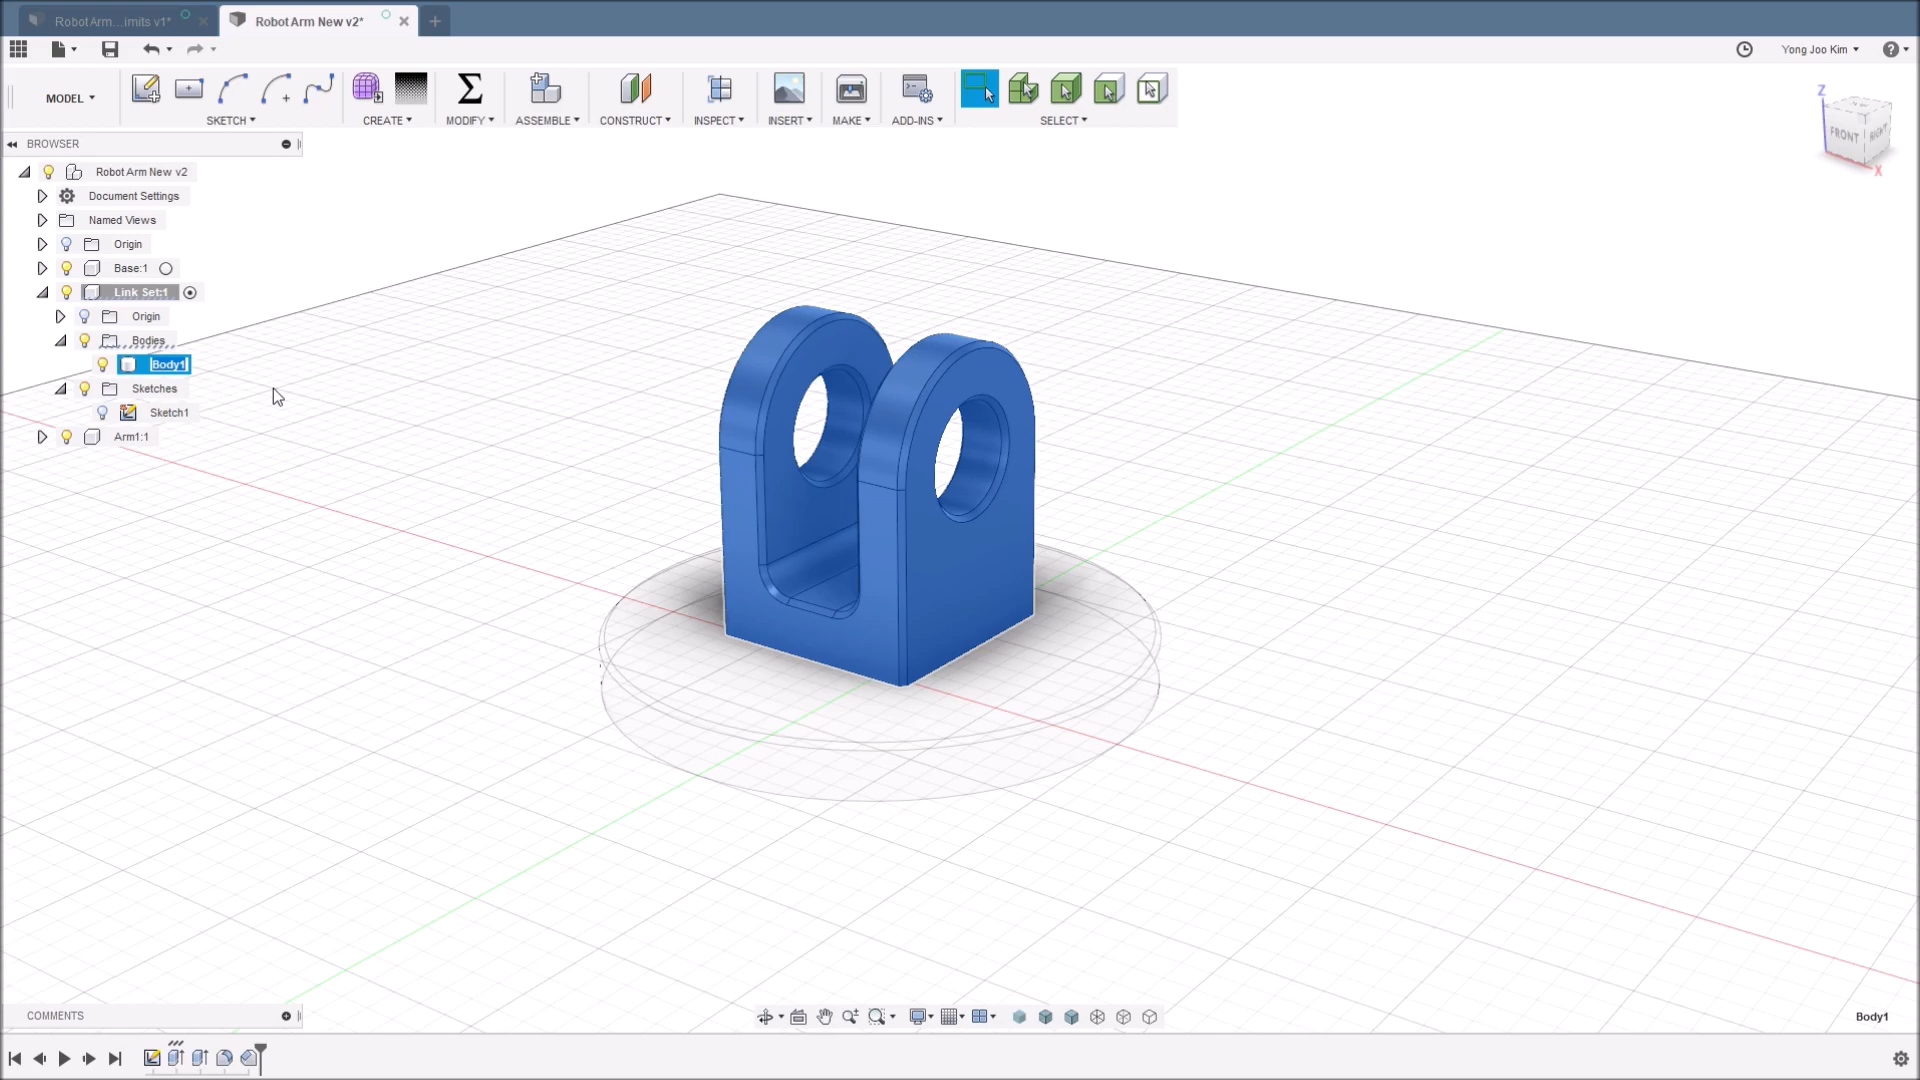 Robot Arm...imits v1*
Robot Arm New v2*
Yong Joo Kim
MODEL
SKETCH
CREATE
MODIFY
ASSEMBLE
CONSTRUCT
INSPECT
INSERT
MAKE
ADD-INS
SELECT
Z
FRONT
RIGHT
X
BROWSER
Robot Arm New v2
Document Settings
Named Views
Origin
Base:1
Link Set:1
Origin
Bodies
Body1
Sketches
Sketch1
Arm1:1
COMMENTS
Body1